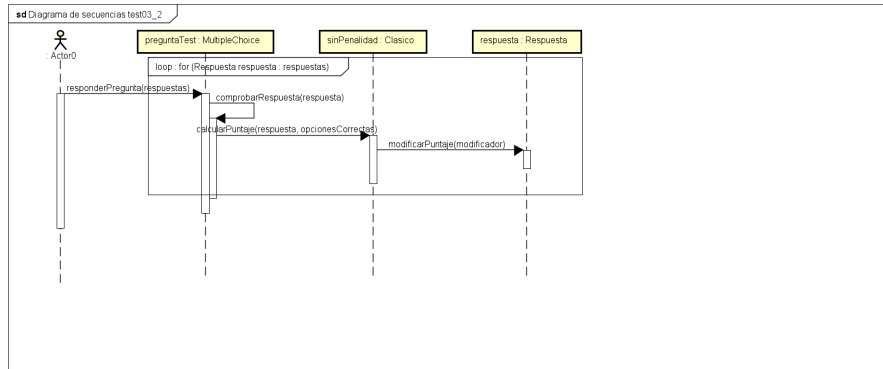 sd Diagrama de secuencias test03_2
: Actor0
preguntaTest : MultipleChoice
sinPenalidad : Clasico
respuesta : Respuesta
loop : for (Respuesta respuesta : respuestas)
responderPregunta(respuestas)
comprobarRespuesta(respuesta)
calcularPuntaje(respuesta, opcionesCorrectas)
modificarPuntaje(modificador)